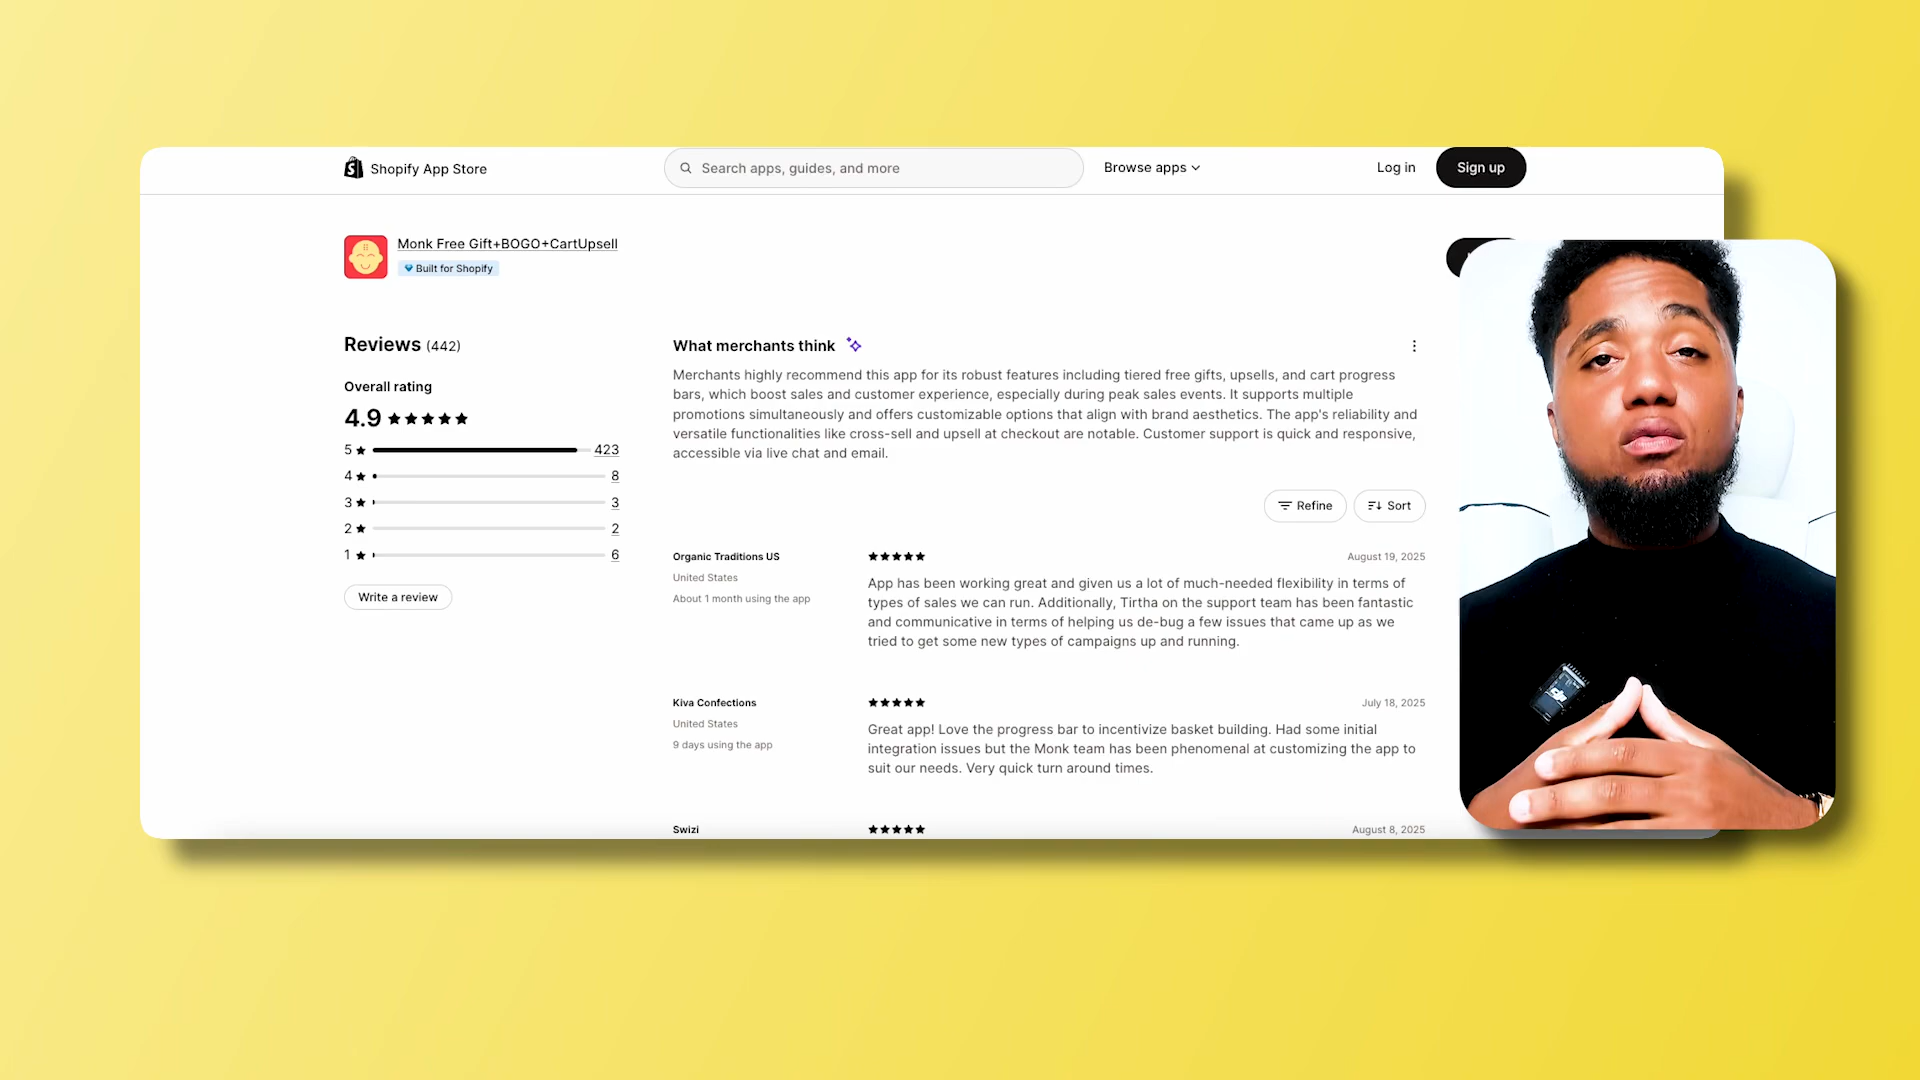 Shopify App Store
Search apps, guides, and more
Browse apps
Log in
Sign up
Monk Free Gift+BOGO+CartUpsell
Built for Shopify
Reviews (442)
Overall rating
4.9
5 423
4 8
3 3
2 2
1 6
Write a review
What merchants think
Merchants highly recommend this app for its robust features including tiered free gifts, upsells, and cart progress
bars, which boost sales and customer experience, especially during peak sales events. It supports multiple
promotions simultaneously and offers customizable options that align with brand aesthetics. The app's reliability and
versatile functionalities like cross-sell and upsell at checkout are notable. Customer support is quick and responsive,
accessible via live chat and email.
Refine
Sort
Organic Traditions US
United States
About 1 month using the app
August 19, 2025
App has been working great and given us a lot of much-needed flexibility in terms of
types of sales we can run. Additionally, Tirtha on the support team has been fantastic
and communicative in terms of helping us de-bug a few issues that came up as we
tried to get some new types of campaigns up and running.
Kiva Confections
United States
9 days using the app
July 18, 2025
Great app! Love the progress bar to incentivize basket building. Had some initial
integration issues but the Monk team has been phenomenal at customizing the app to
suit our needs. Very quick turn around times.
Swizi
August 8, 2025
dji